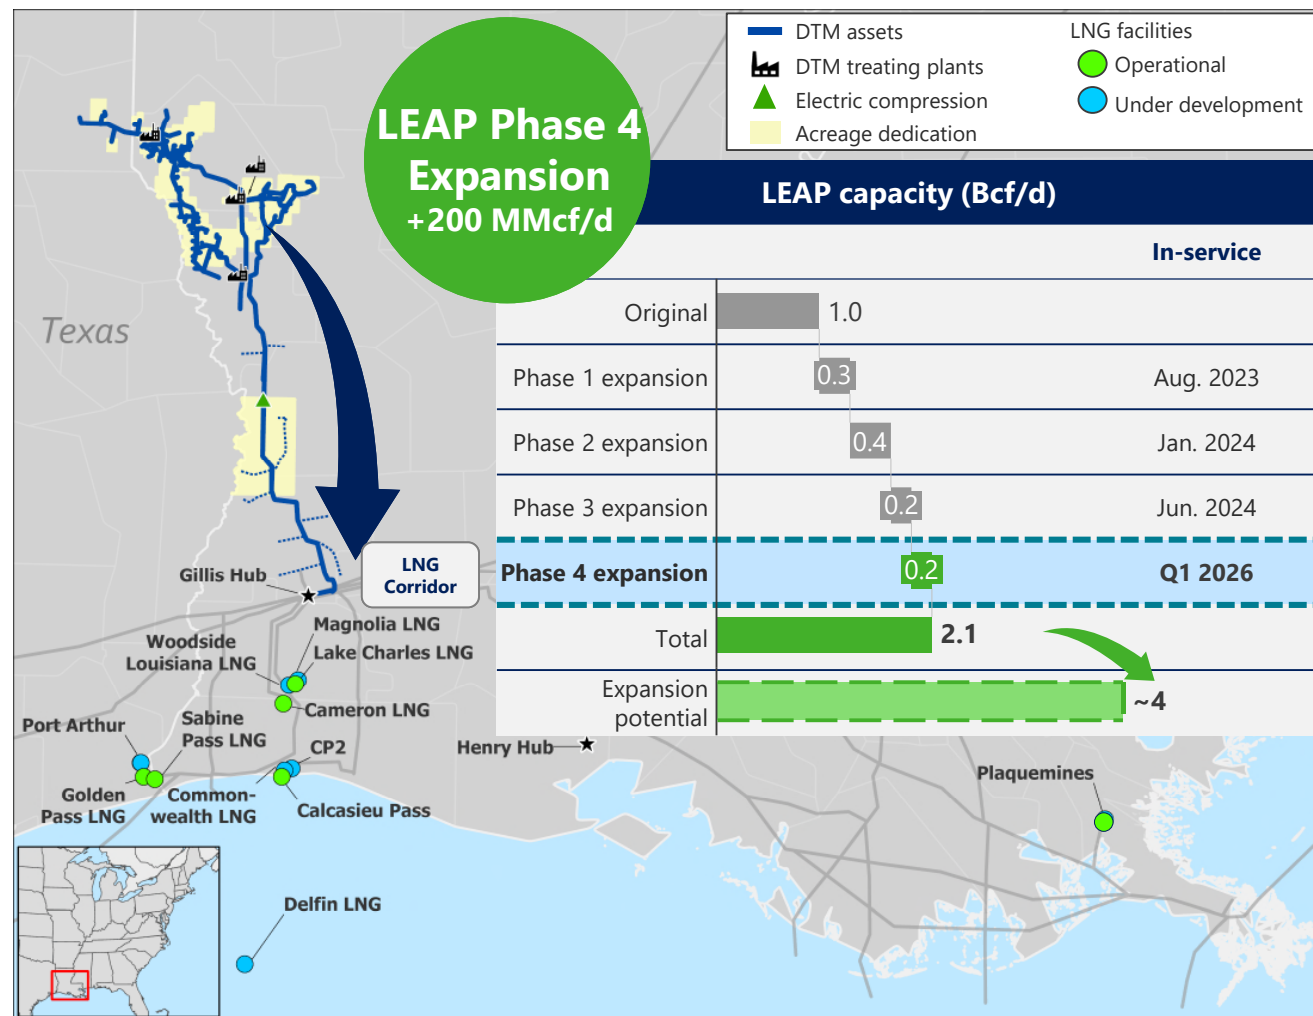 DTM assets
DTM treating plants
Electric compression
Acreage dedication
LNG facilities
Operational
Under development
LEAP Phase 4
Expansion
+200 MMcf/d
LEAP capacity (Bcf/d)
In-service
Original 1.0
Phase 1 expansion 0.3 Aug. 2023
Phase 2 expansion 0.4 Jan. 2024
Phase 3 expansion 0.2 Jun. 2024
Phase 4 expansion 0.2 Q1 2026
Total 2.1
Expansion
potential
~4
Texas
Gillis Hub
LNG
Corridor
Magnolia LNG
Woodside
Louisiana LNG
Lake Charles LNG
Cameron LNG
Port Arthur
Sabine
Pass LNG
CP2
Henry Hub
Golden
Pass LNG
Common-
wealth LNG
Calcasieu Pass
Plaquemines
Delfin LNG